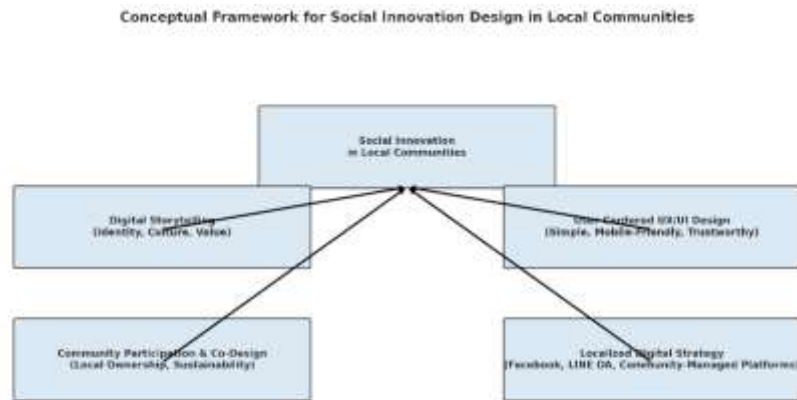 Conceptual Framework for Social Innovation Design in Local Communities
Social Innovation
in Local Communities
Digital Storytelling
(Identity, Culture, Value)
User-Centered UX/UI Design
(Simple, Mobile-Friendly, Trustworthy)
Community Participation & Co-Design
(Local Ownership, Sustainability)
Localized Digital Strategy
(Facebook, LINE OA, Community-Managed Platforms)